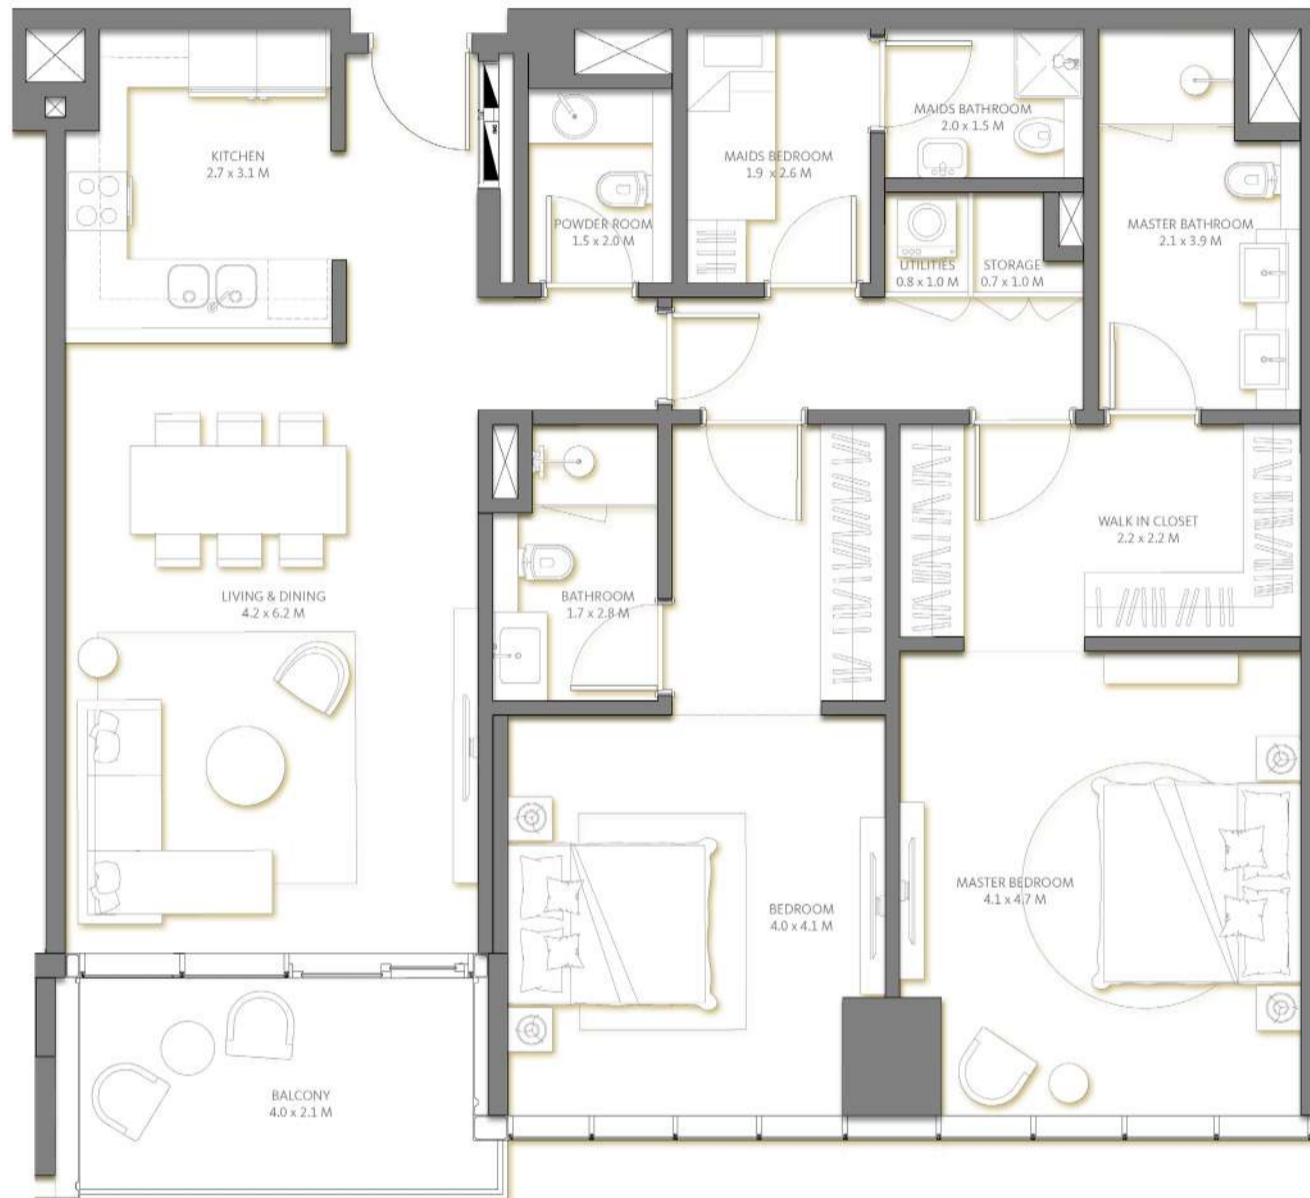 KITCHEN
2.7 x 3.1 M
POWDER ROOM
1.5 x 2.0 M
MAIDS BEDROOM
1.9 x 2.6 M
MAIDS BATHROOM
2.0 x 1.5 M
UTILITIES
0.8 x 1.0 M
STORAGE
0.7 x 1.0 M
MASTER BATHROOM
2.1 x 3.9 M
LIVING & DINING
4.2 x 6.2 M
BATHROOM
1.7 x 2.8 M
WALK IN CLOSET
2.2 x 2.2 M
BEDROOM
4.0 x 4.1 M
MASTER BEDROOM
4.1 x 4.7 M
BALCONY
4.0 x 2.1 M